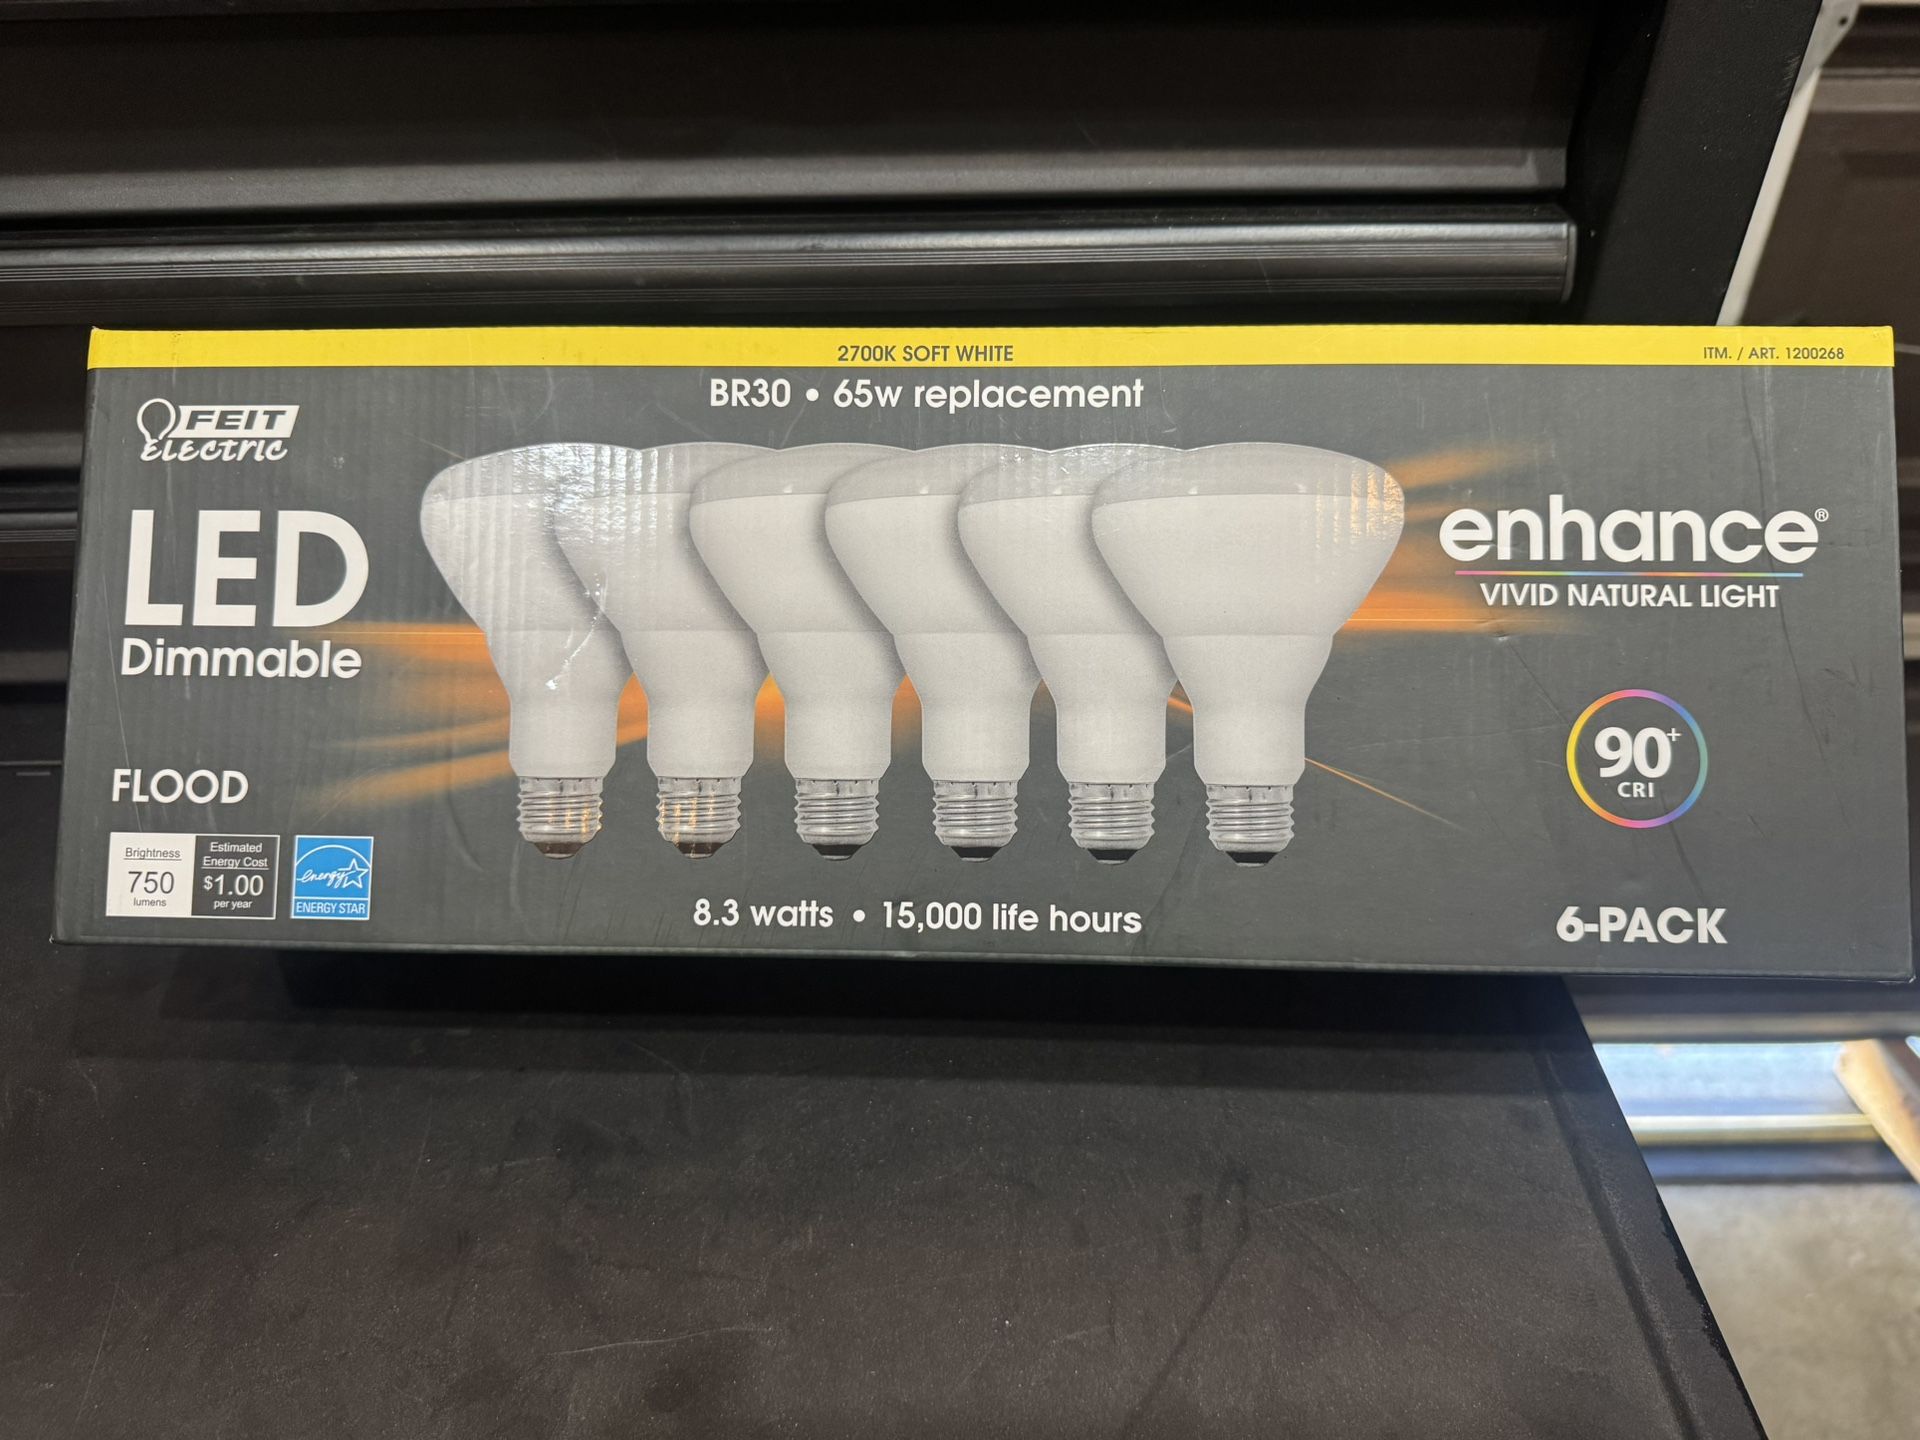 2700K SOFT WHITE
ITM. / ART. 1200268
BR30 • 65w replacement
FEIT
Electric
LED
Dimmable
enhance®
VIVID NATURAL LIGHT
90+
CRI
FLOOD
Brightness
750
lumens
Estimated
Energy Cost
$1.00
per year
energy
ENERGY STAR
8.3 watts • 15,000 life hours
6-PACK